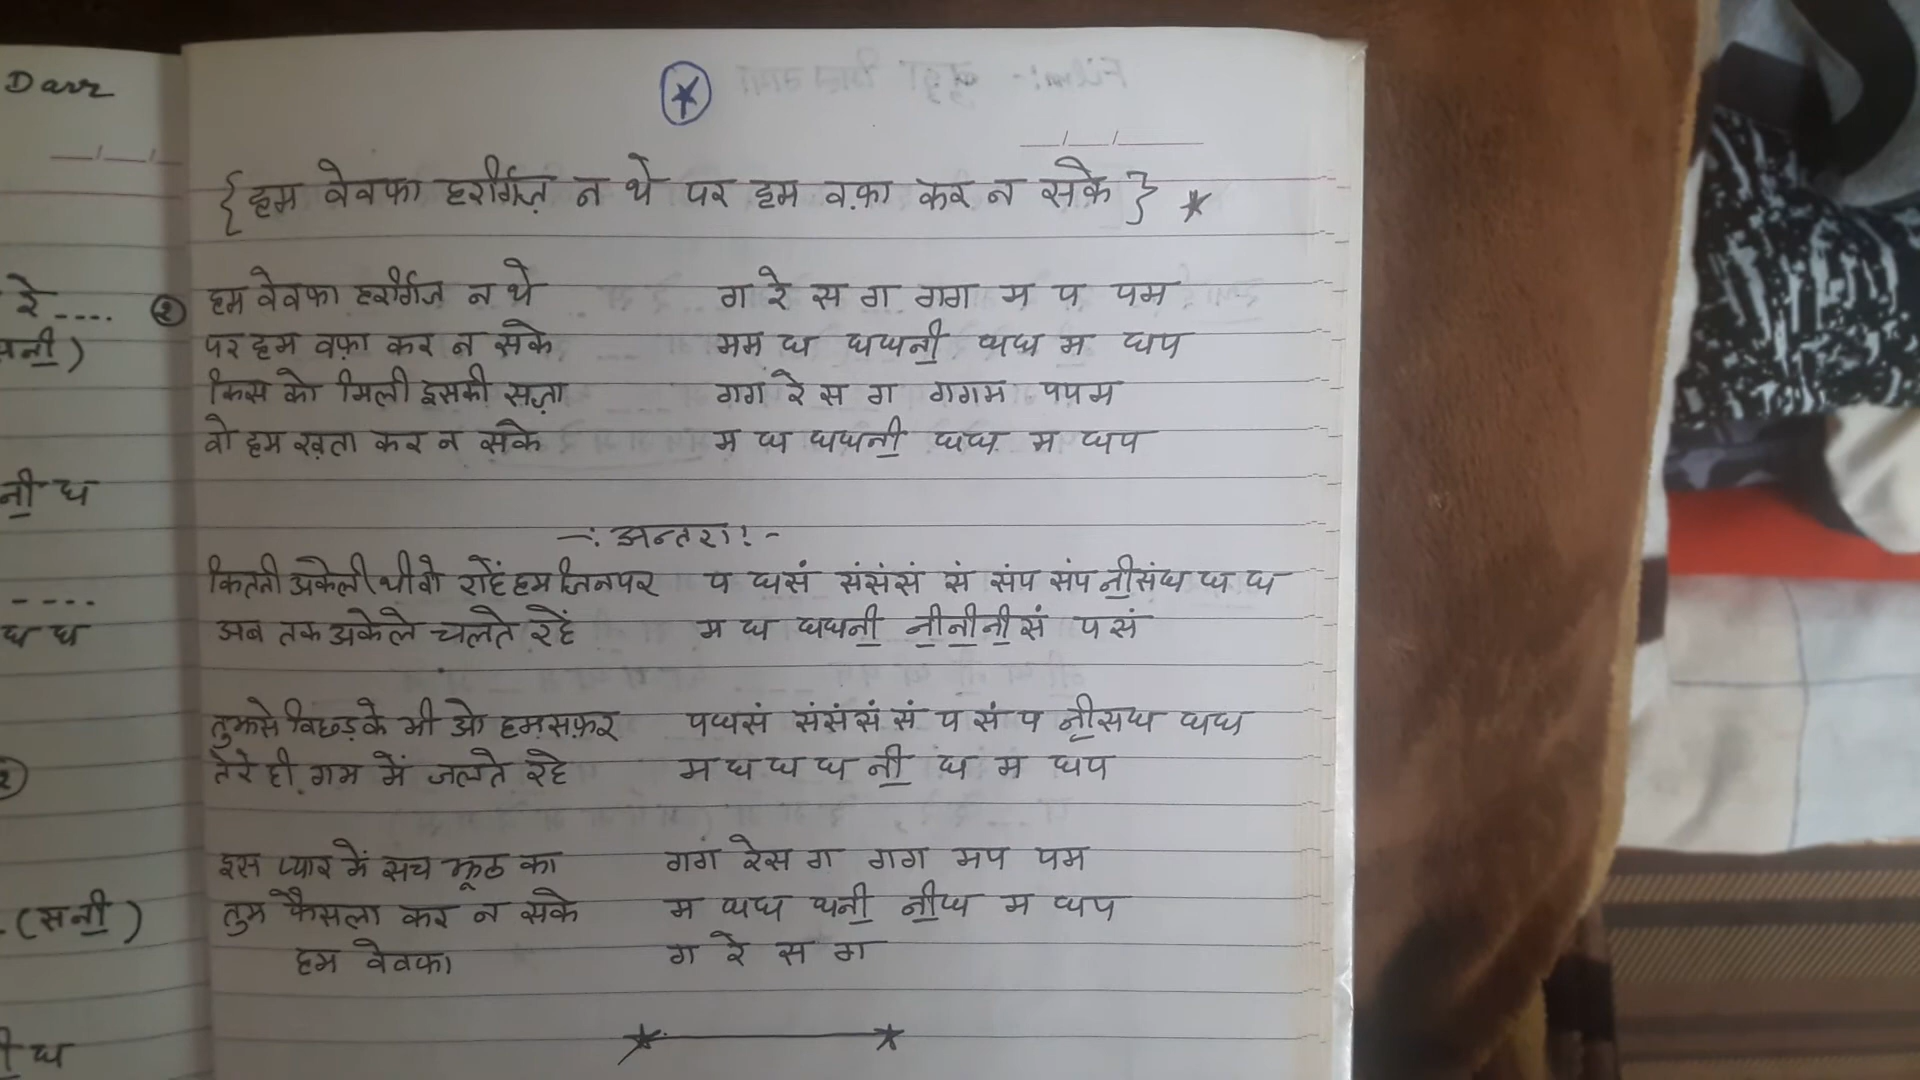 Darr
{ हम वेवफा हरगिज़ न थे पर हम वफ़ा कर न सके }
रे ....
(२) हम वेवफा हरगिज न थे ग रे स ग गग म प पम
नी)
पर हम वफ़ा कर न सके मम ध धधनी धध म धप
किस को मिली इसकी सज़ा गग रे स ग गगम पपम
वो हम ख़ता कर न सके म ध धधनी धध म धप
नी ध
-: अन्तरा :-
कितनी अकेली थी वो राहें हम जिनपर प धसं संसंसं सं संप संप नीसंध ध ध
----
ध ध
अब तक अकेले चलते रहें म ध धधनी नीनीनीसं प सं
तुमसे विछड़के भी ओ हमसफ़र पधसं संसंसंसं प सं प नीसध धध
तेरे ही गम में जलते रहे म ध ध ध नी ध म धप
इस प्यार में सच झूठ का गग रेस ग गग मप पम
(सनी)
तुम फैसला कर न सके म धध धनी नीध म धप
हम वेवफा ग रे स ग
ध